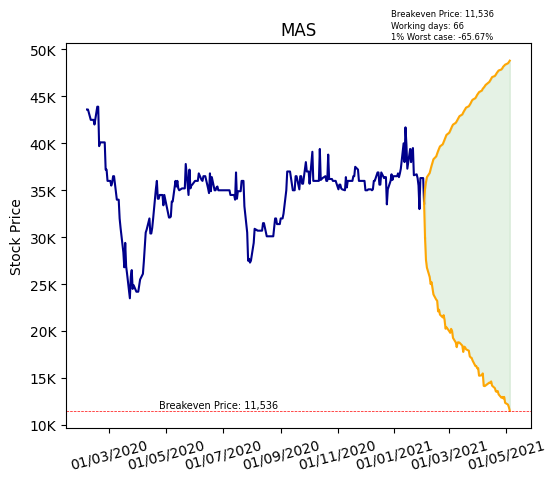 Breakeven Price: 11,536
Working days: 66
1% Worst case: -65.67%
MAS
Stock Price
50K
45K
40K
35K
30K
25K
20K
15K
10K
Breakeven Price: 11,536
01/03/2020 01/05/2020 01/07/2020 01/09/2020 01/11/2020 01/01/2021 01/03/2021 01/05/2021